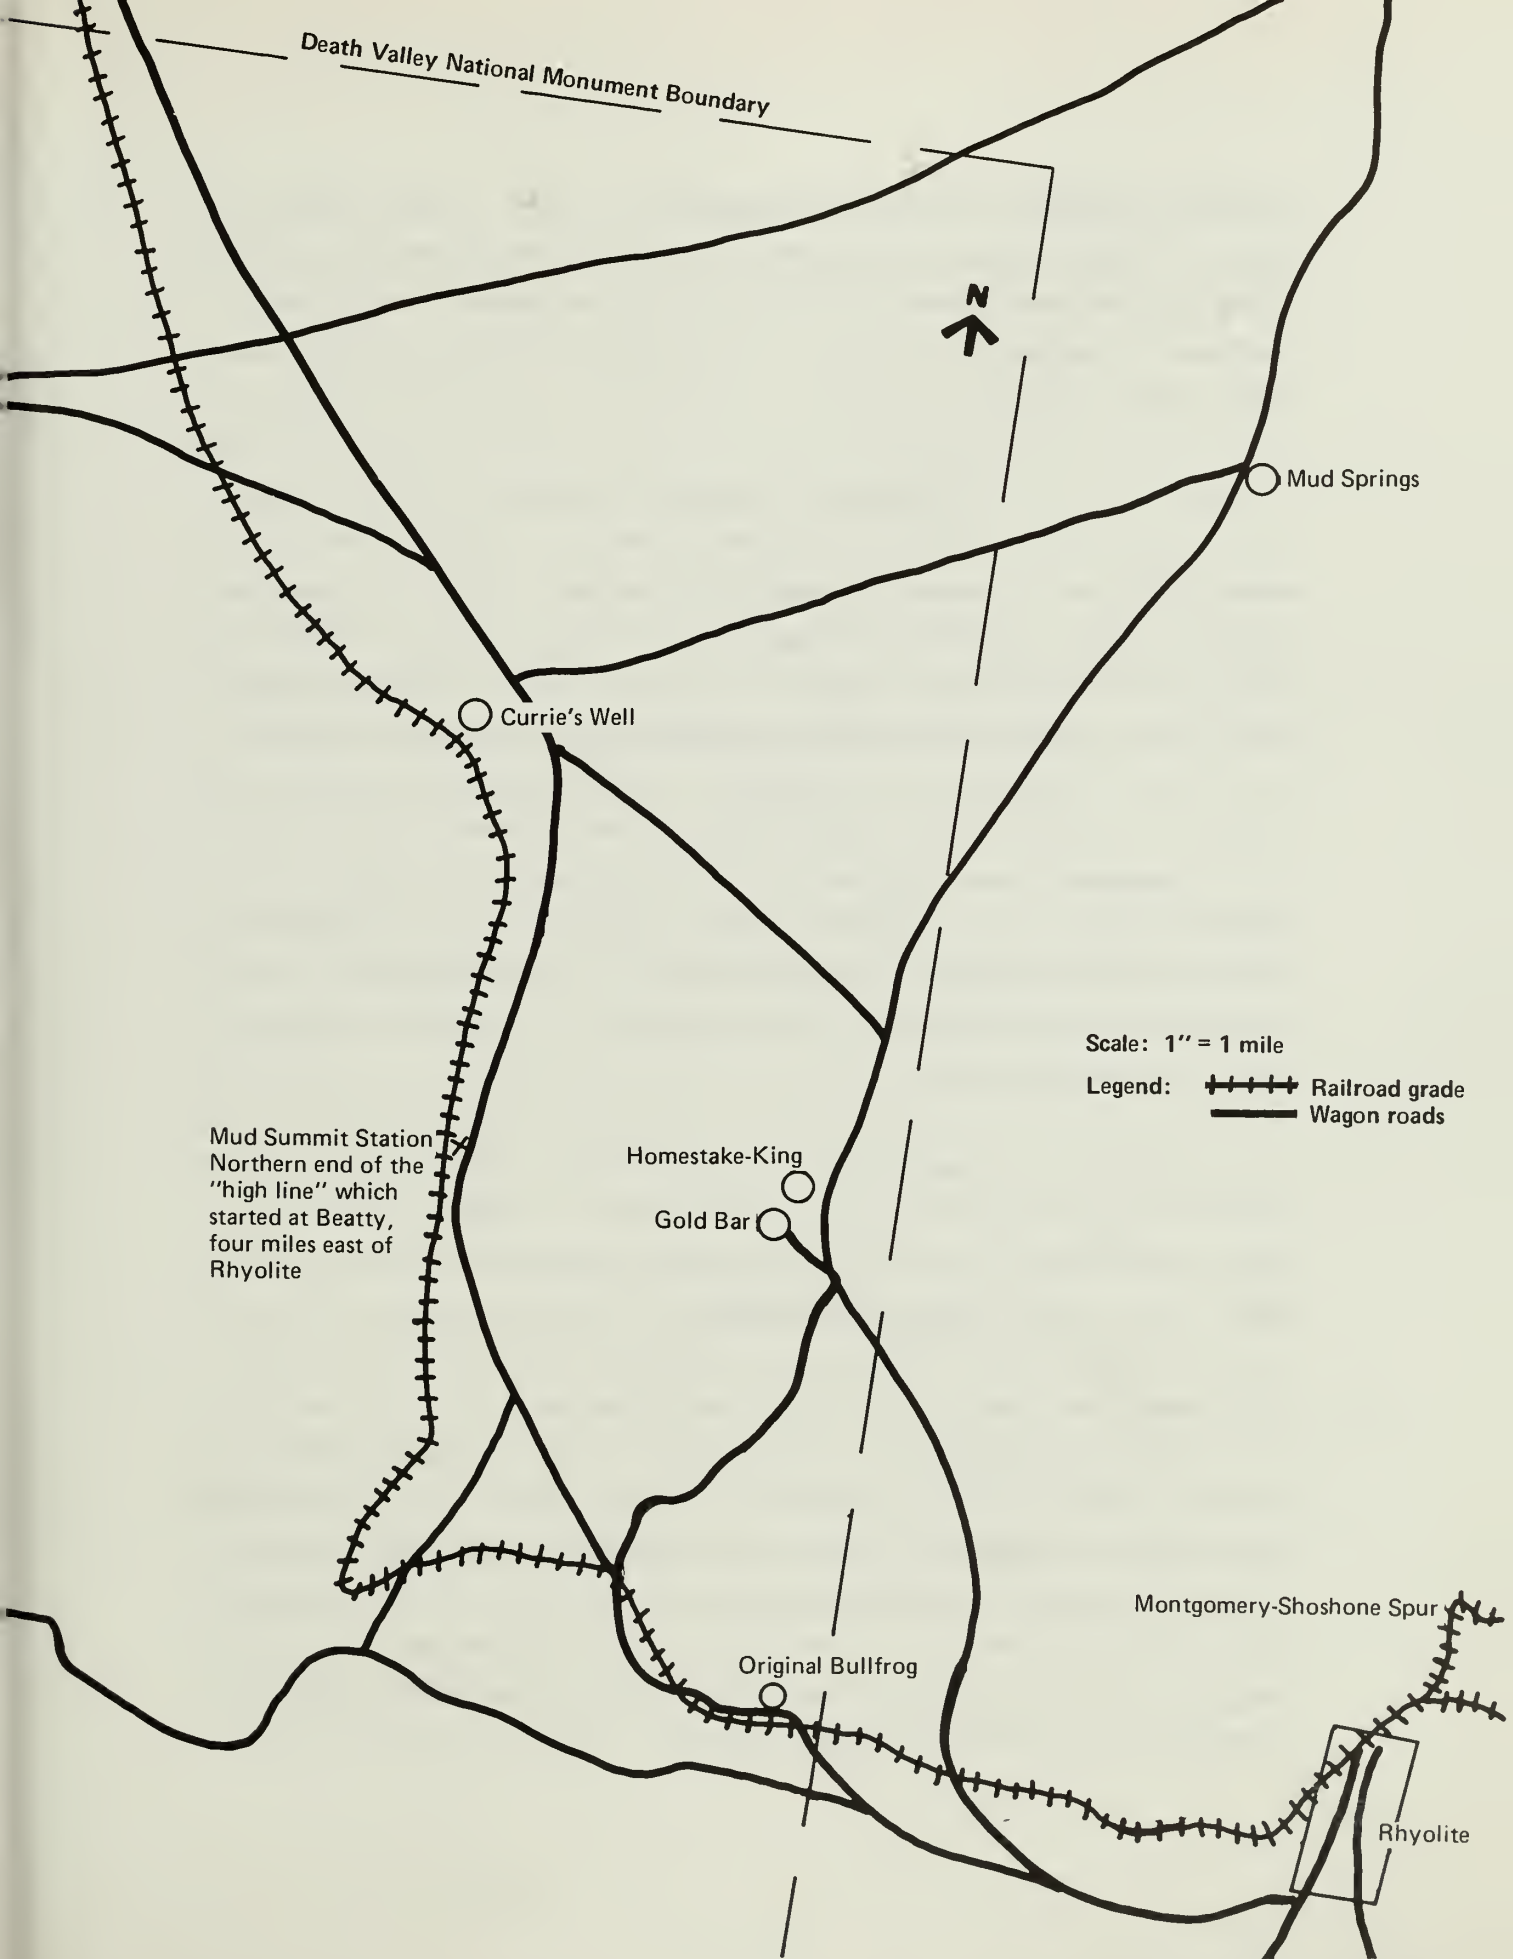 Death Valley National Monument Boundary
N
Mud Springs
Currie's Well
Scale: 1" = 1 mile
Legend: Railroad grade
Wagon roads
Mud Summit Station
Northern end of the
"high line" which
started at Beatty,
four miles east of
Rhyolite
Homestake-King
Gold Bar
Montgomery-Shoshone Spur
Original Bullfrog
Rhyolite